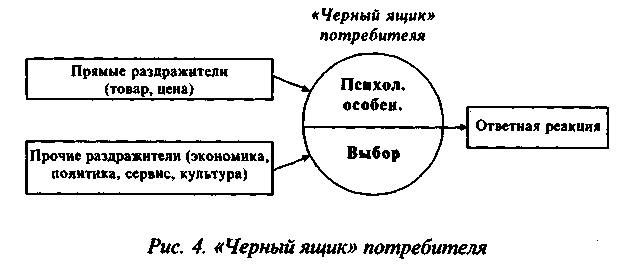 «Черный ящик»
потребителя
Прямые раздражители
(товар, цена)
Психол.
особен.
Ответная реакция
Прочие раздражители (экономика,
политика, сервис, культура)
Выбор
Рис. 4. «Черный ящик» потребителя